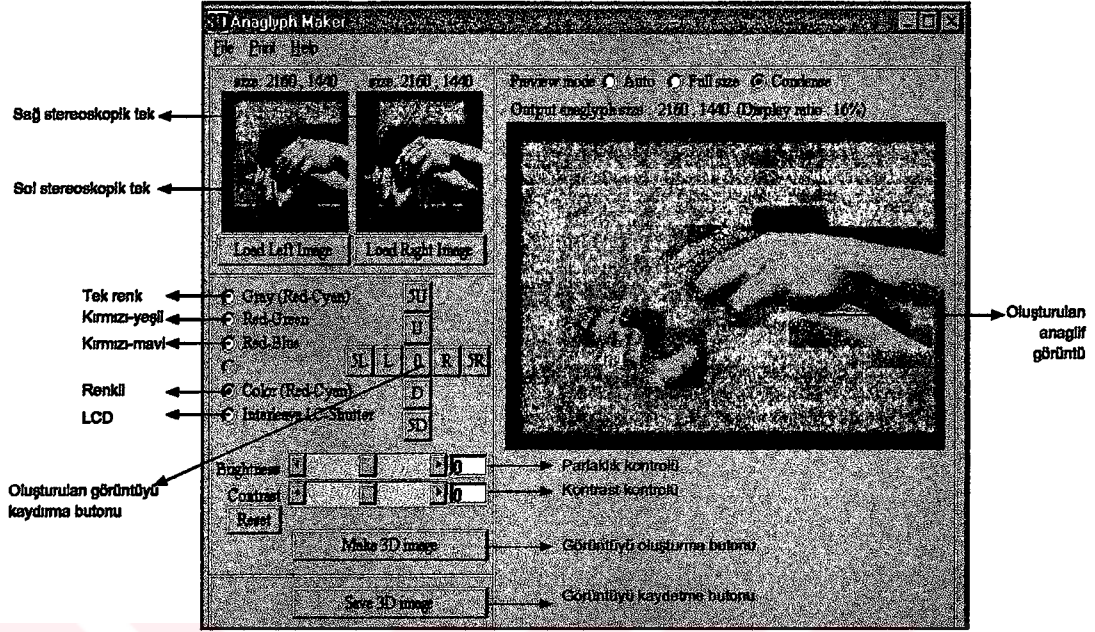 Anaglyph Maker
File Print Help
size 2160 , 1440
size 2160 , 1440
Preview mode Auto Full size Condense
Output anaglyph size 2160 , 1440 (Display ratio 16%)
Sağ stereoskopik tek
Sol stereoskopik tek
Load Left Image
Load Right Image
Tek renk
Gray (Red-Cyan)
5U
Kırmızı-yeşil
Red-Green
U
Kırmızı-mavi
Red-Blue
5L L 0 R 5R
Renkli
Color (Red-Cyan)
D
LCD
Interleave LC-Shutter
5D
Oluşturulan
anaglif
görüntü
Brightness
0
Parlaklık kontrolü
Contrast
0
Kontrast kontrolü
Oluşturulan görüntüyü
kaydırma butonu
Reset
Make 3D image
Görüntüyü oluşturma butonu
Save 3D image
Görüntüyü kaydetme butonu